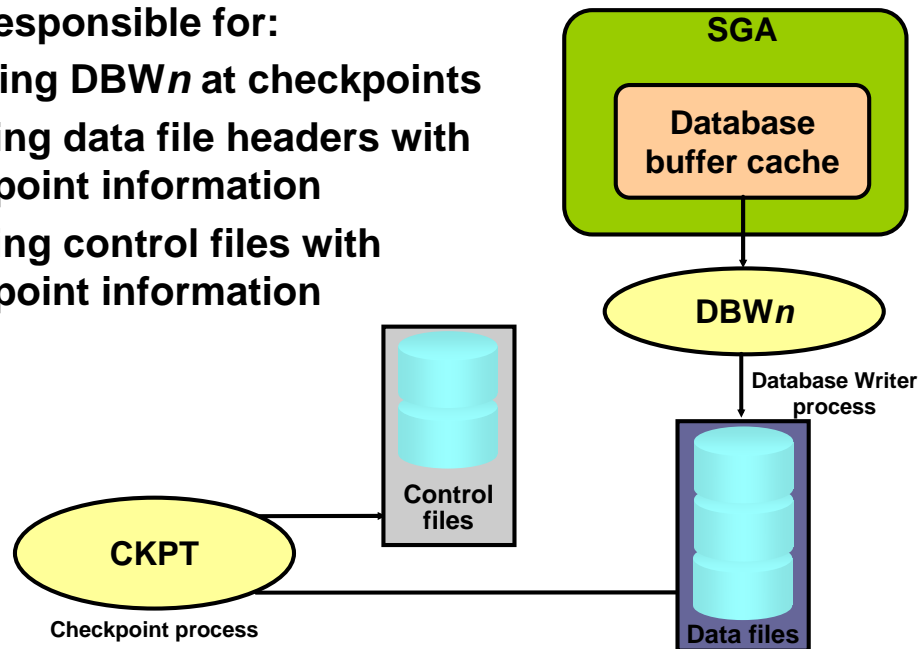 esponsible for:
ing DBWn at checkpoints
ing data file headers with
point information
ing control files with
point information
SGA
Database
buffer cache
DBWn
Database Writer
process
Control
files
CKPT
Checkpoint process
Data files